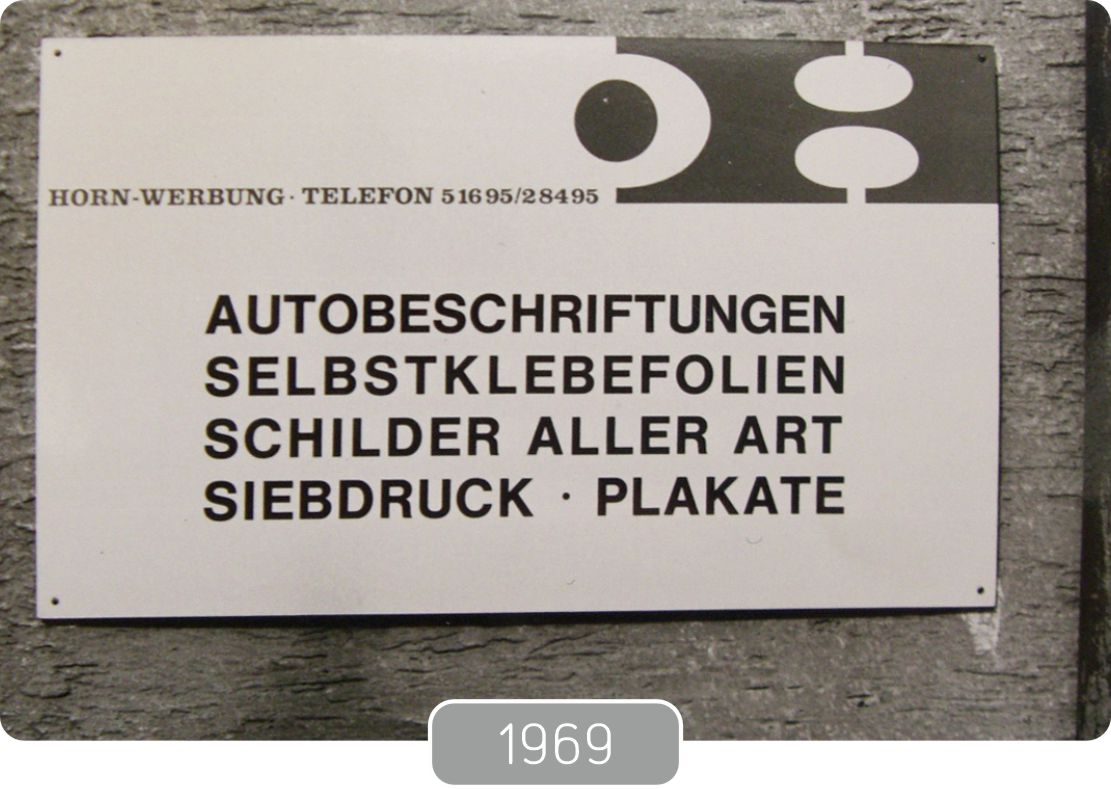 HORN-WERBUNG · TELEFON 51695/28495
AUTOBESCHRIFTUNGEN
SELBSTKLEBEFOLIEN
SCHILDER ALLER ART
SIEBDRUCK · PLAKATE
1969